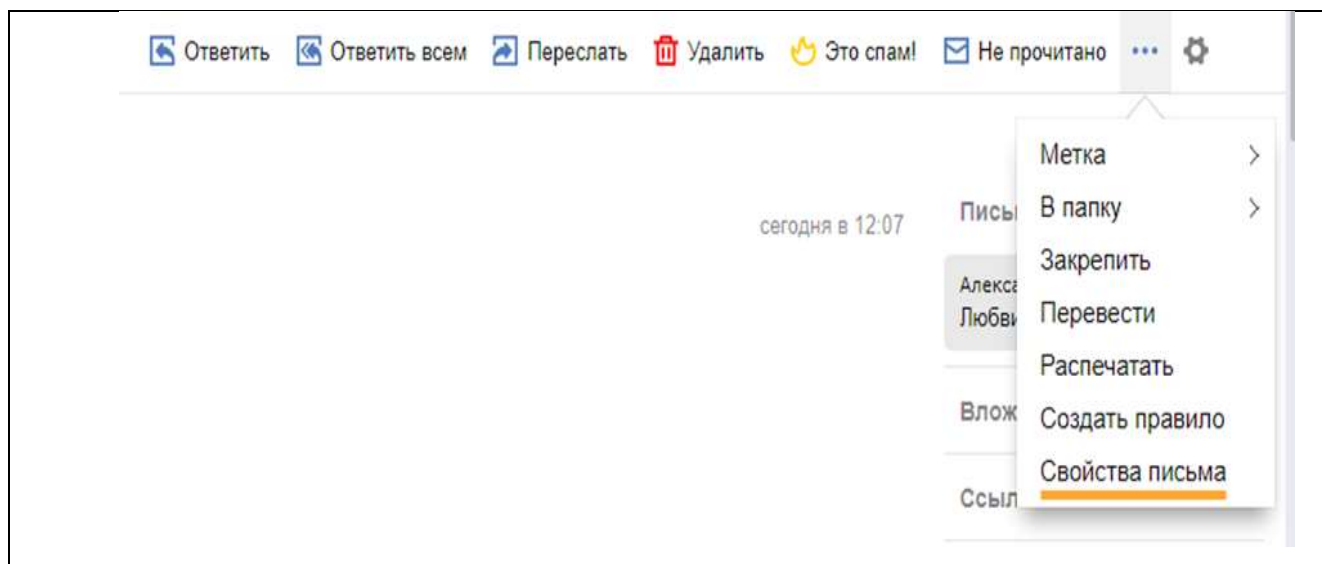 Ответить Ответить всем Переслать Удалить Это спам! Не прочитано ...
Метка
сегодня в 12:07
В папку
Закрепить
Перевести
Распечатать
Создать правило
Свойства письма